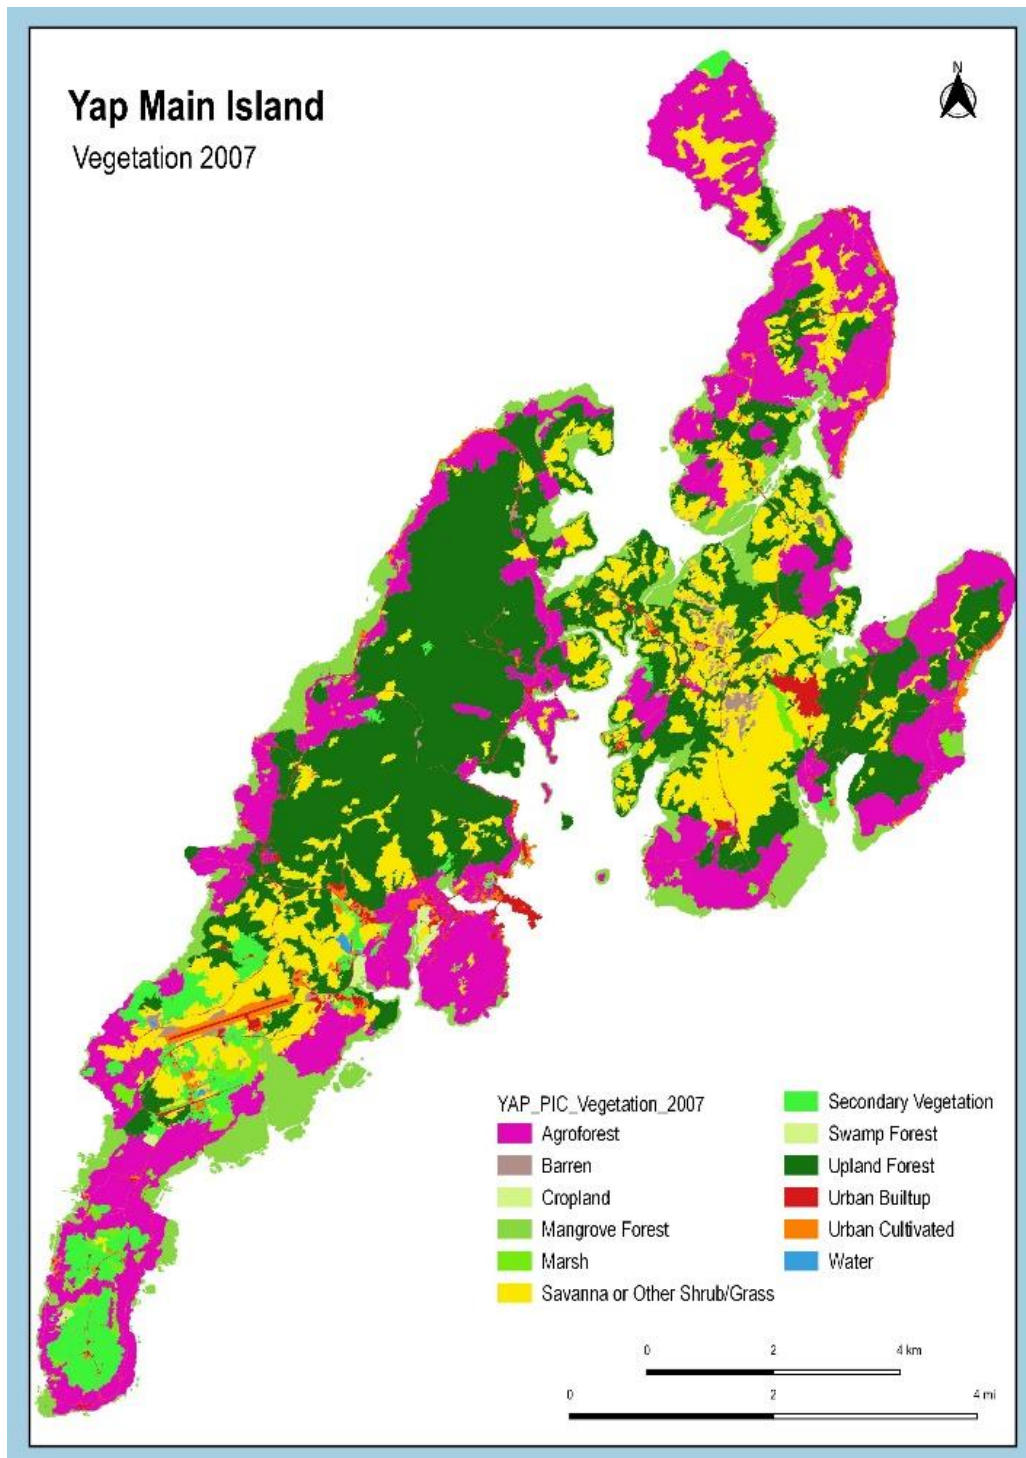 Yap Main Island
Vegetation 2007
N
YAP_PIC_Vegetation_2007
Agroforest
Barren
Cropland
Mangrove Forest
Marsh
Savanna or Other Shrub/Grass
Secondary Vegetation
Swamp Forest
Upland Forest
Urban Builtup
Urban Cultivated
Water
0 2 4 km
0 2 4 mi